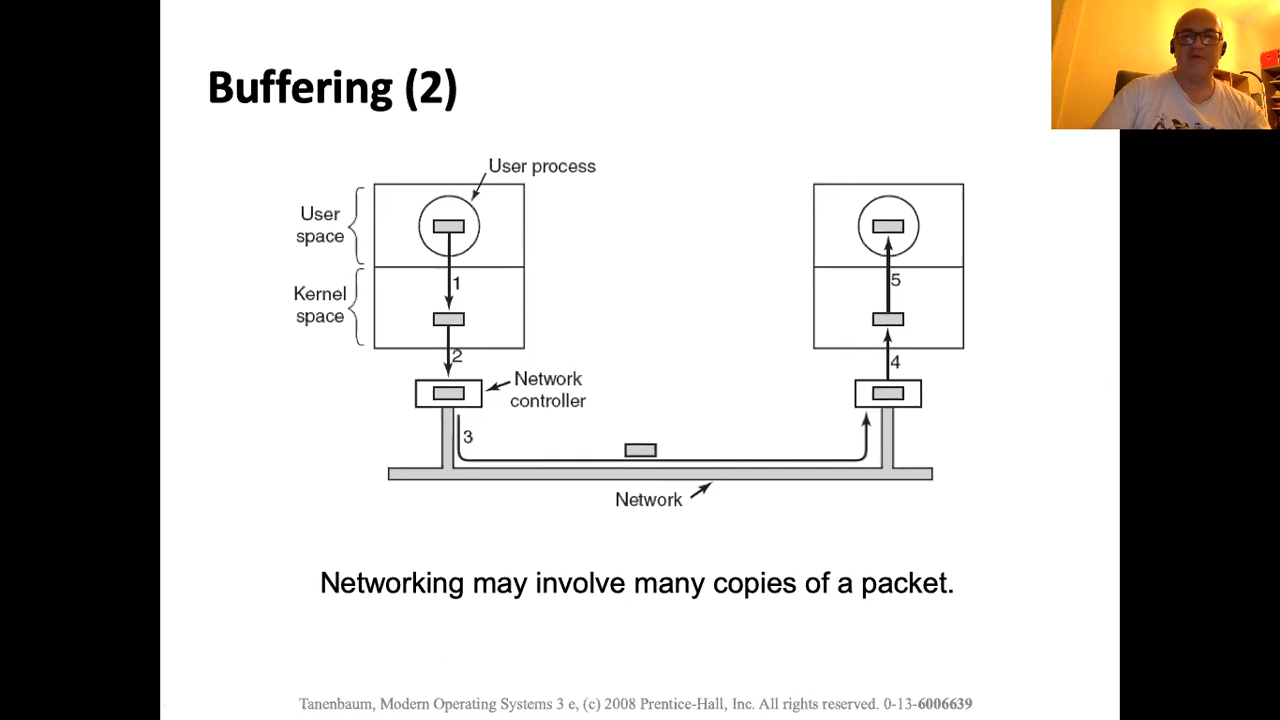 Buffering (2)
User process
User
space
1
5
Kernel
space
2
4
Network
controller
3
Network
Networking may involve many copies of a packet.
Tanenbaum, Modern Operating Systems 3 e, (c) 2008 Prentice-Hall, Inc. All rights reserved. 0-13-6006639